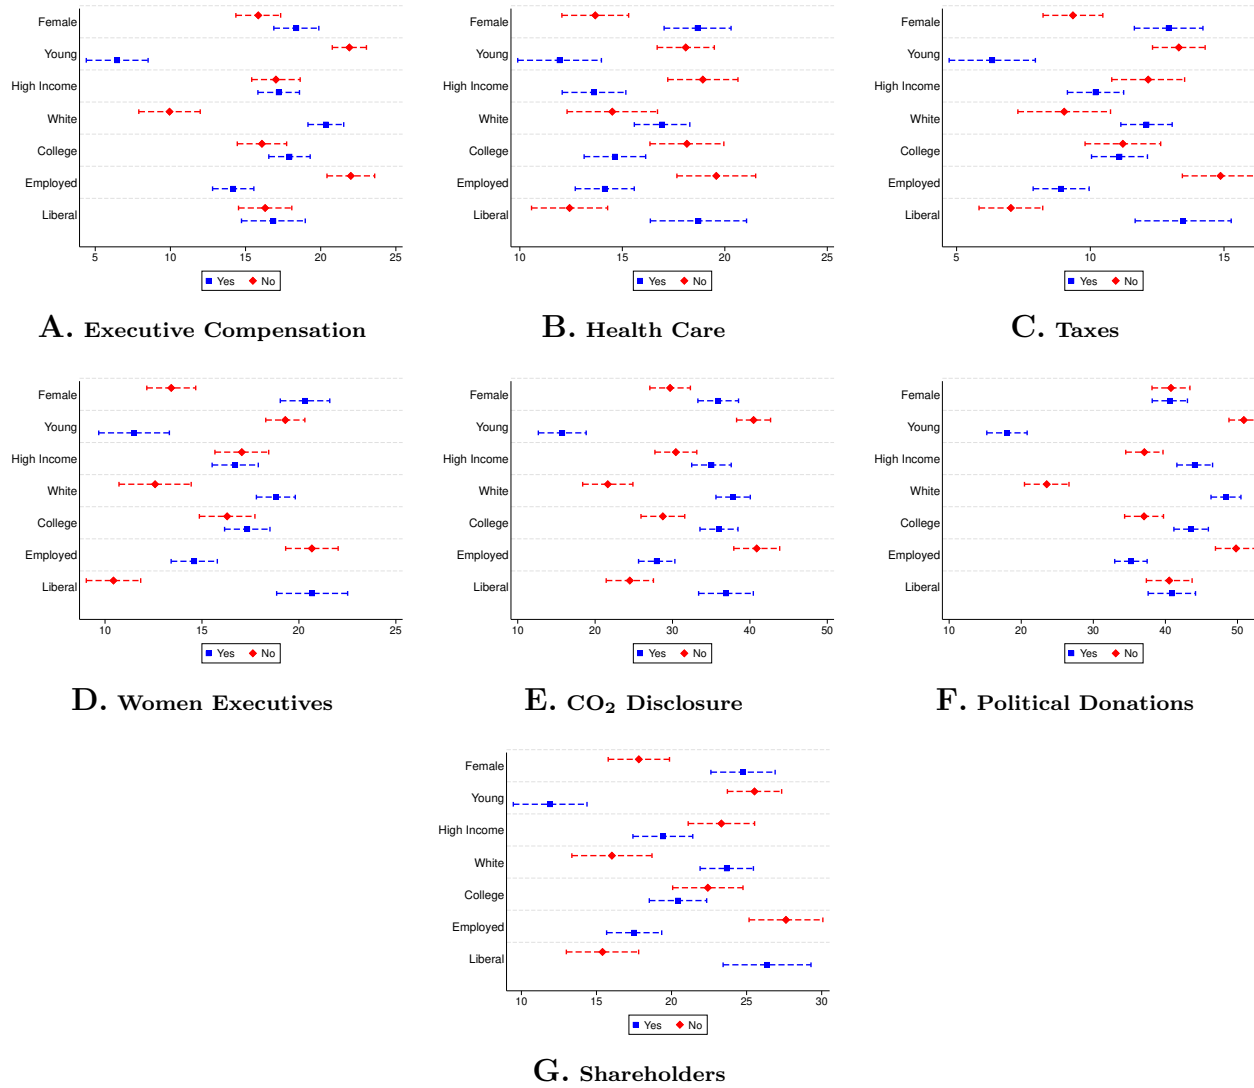 Female
Young
High Income
White
College
Employed
Liberal
5 10 15 20 25
Yes No
A. Executive Compensation
Female
Young
High Income
White
College
Employed
Liberal
10 15 20 25
Yes No
B. Health Care
Female
Young
High Income
White
College
Employed
Liberal
5 10 15
Yes No
C. Taxes
Female
Young
High Income
White
College
Employed
Liberal
10 15 20 25
Yes No
D. Women Executives
Female
Young
High Income
White
College
Employed
Liberal
10 20 30 40 50
Yes No
E. CO₂ Disclosure
Female
Young
High Income
White
College
Employed
Liberal
10 20 30 40 50
Yes No
F. Political Donations
Female
Young
High Income
White
College
Employed
Liberal
10 15 20 25 30
Yes No
G. Shareholders